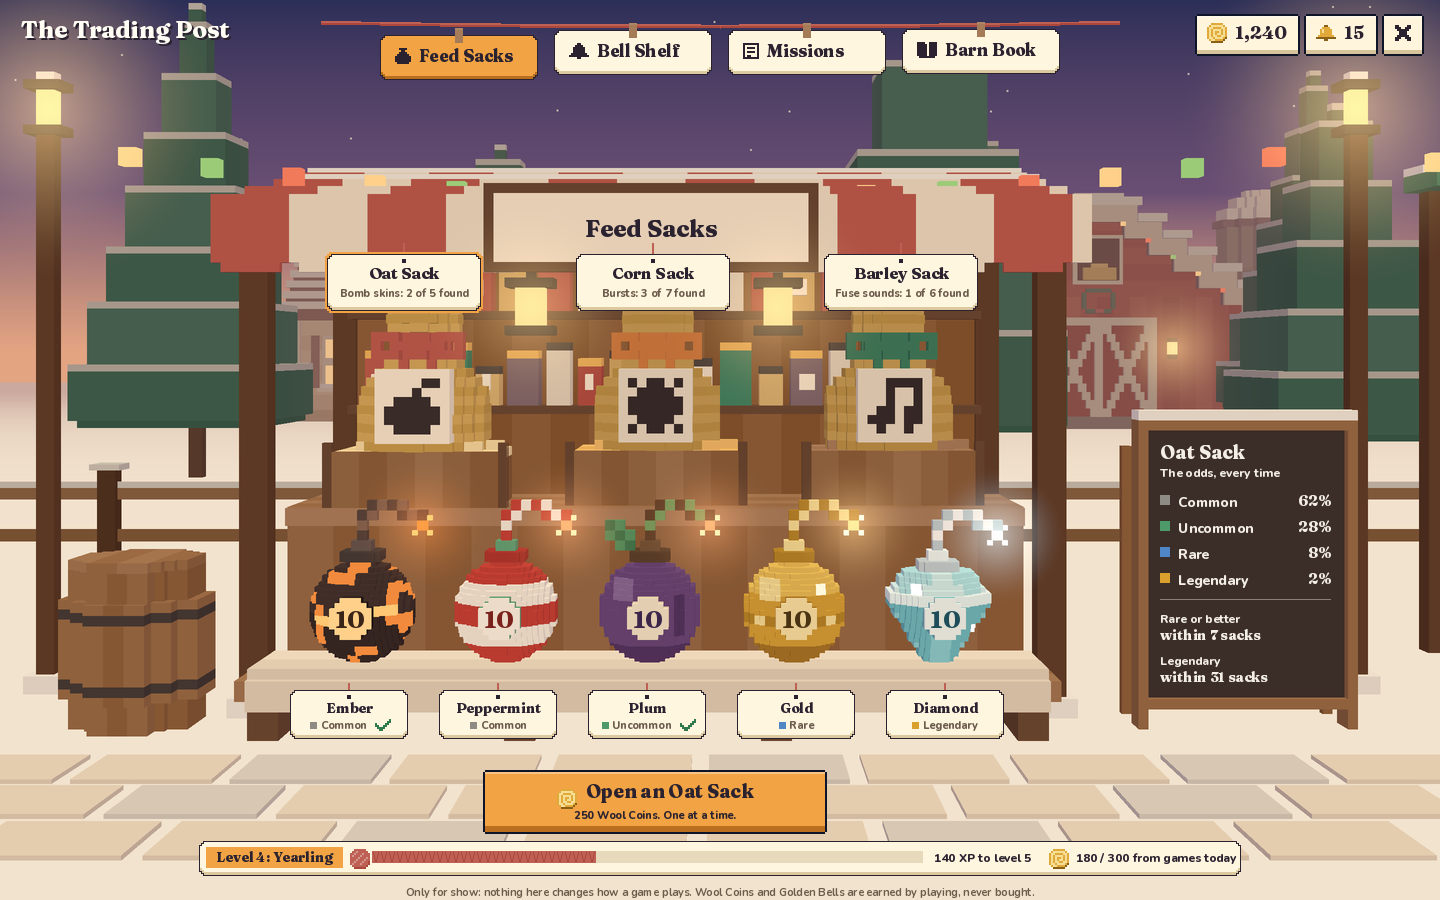 The Trading Post
Feed Sacks
Bell Shelf
Missions
Barn Book
1,240
15
Feed Sacks
Oat Sack
Bomb skins: 2 of 5 found
Corn Sack
Bursts: 3 of 7 found
Barley Sack
Fuse sounds: 1 of 6 found
Oat Sack
The odds, every time
Common 62%
Uncommon 28%
Rare 8%
Legendary 2%
Rare or better
within 7 sacks
Legendary
within 31 sacks
10
10
10
10
10
Ember
Common
Peppermint
Common
Plum
Uncommon
Gold
Rare
Diamond
Legendary
Open an Oat Sack
250 Wool Coins. One at a time.
Level 4: Yearling
140 XP to level 5
180 / 300 from games today
Only for show: nothing here changes how a game plays. Wool Coins and Golden Bells are earned by playing, never bought.